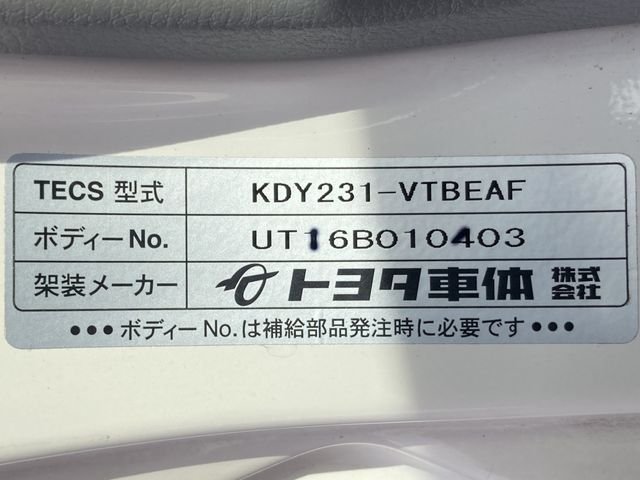 TECS 型式 KDY231-VTBEAF
ボディーNo. UT16B010403
架装メーカー トヨタ車体 株式会社
●●● ボディー No.は補給部品発注時に必要です ●●●